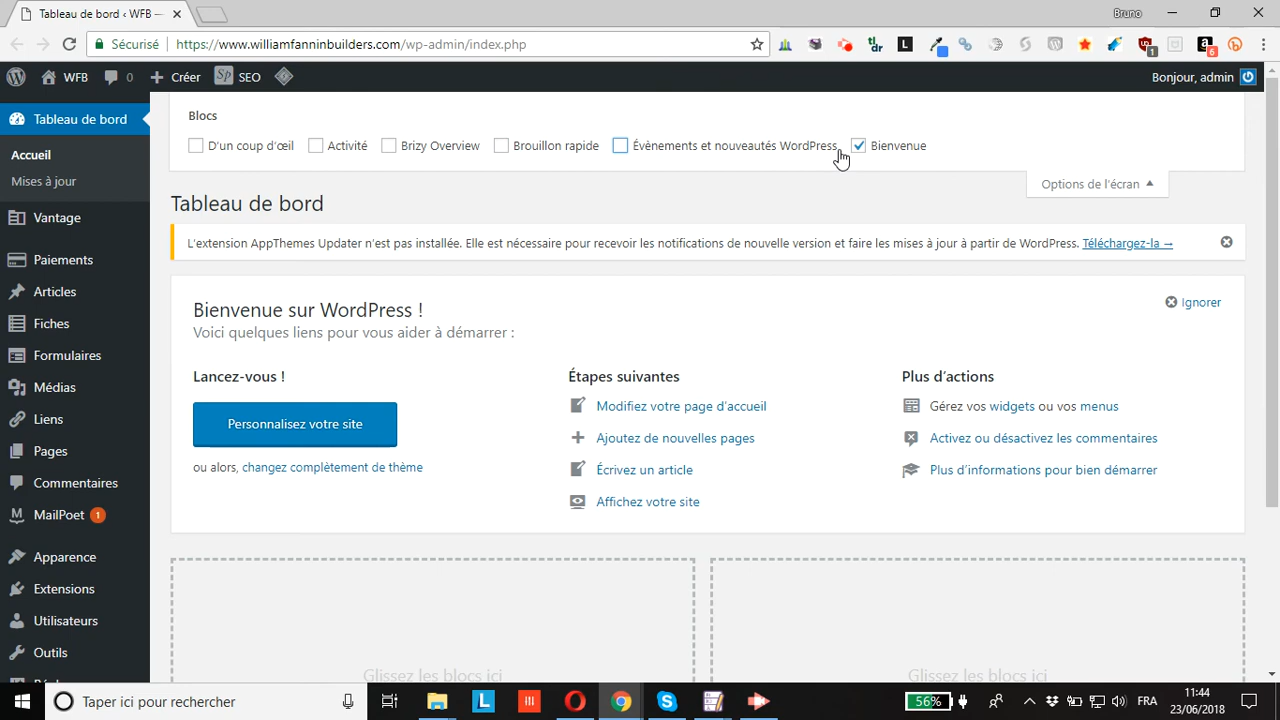 Tableau de bord ‹ WFB —
Bruno
Sécurisé
https://www.williamfanninbuilders.com/wp-admin/index.php
tl;dr
L
1
6
WFB
0
Créer
Sp
SEO
Bonjour, admin
Tableau de bord
Accueil
Mises à jour
Vantage
Paiements
Articles
Fiches
Formulaires
Médias
Liens
Pages
Commentaires
MailPoet 1
Apparence
Extensions
Utilisateurs
Outils
Blocs
D'un coup d'œil
Activité
Brizy Overview
Brouillon rapide
Évènements et nouveautés WordPress
Bienvenue
Options de l'écran
Tableau de bord
L'extension AppThemes Updater n'est pas installée. Elle est nécessaire pour recevoir les notifications de nouvelle version et faire les mises à jour à partir de WordPress. Téléchargez-la →
Bienvenue sur WordPress !
Ignorer
Voici quelques liens pour vous aider à démarrer :
Lancez-vous !
Personnalisez votre site
ou alors, changez complètement de thème
Étapes suivantes
Modifiez votre page d'accueil
Ajoutez de nouvelles pages
Écrivez un article
Affichez votre site
Plus d'actions
Gérez vos widgets ou vos menus
Activez ou désactivez les commentaires
Plus d'informations pour bien démarrer
Glissez les blocs ici
Glissez les blocs ici
Taper ici pour rechercher
L
56%
FRA
11:44
23/06/2018